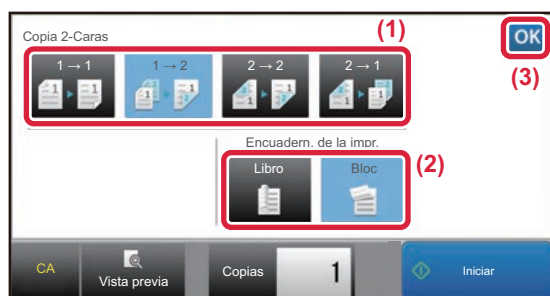 Copia 2-Caras
(1)
OK
(3)
1 → 1
1 → 2
2 → 2
2 → 1
Encuadern. de la impr.
(2)
Libro
Bloc
CA
Vista previa
Copias
1
Iniciar